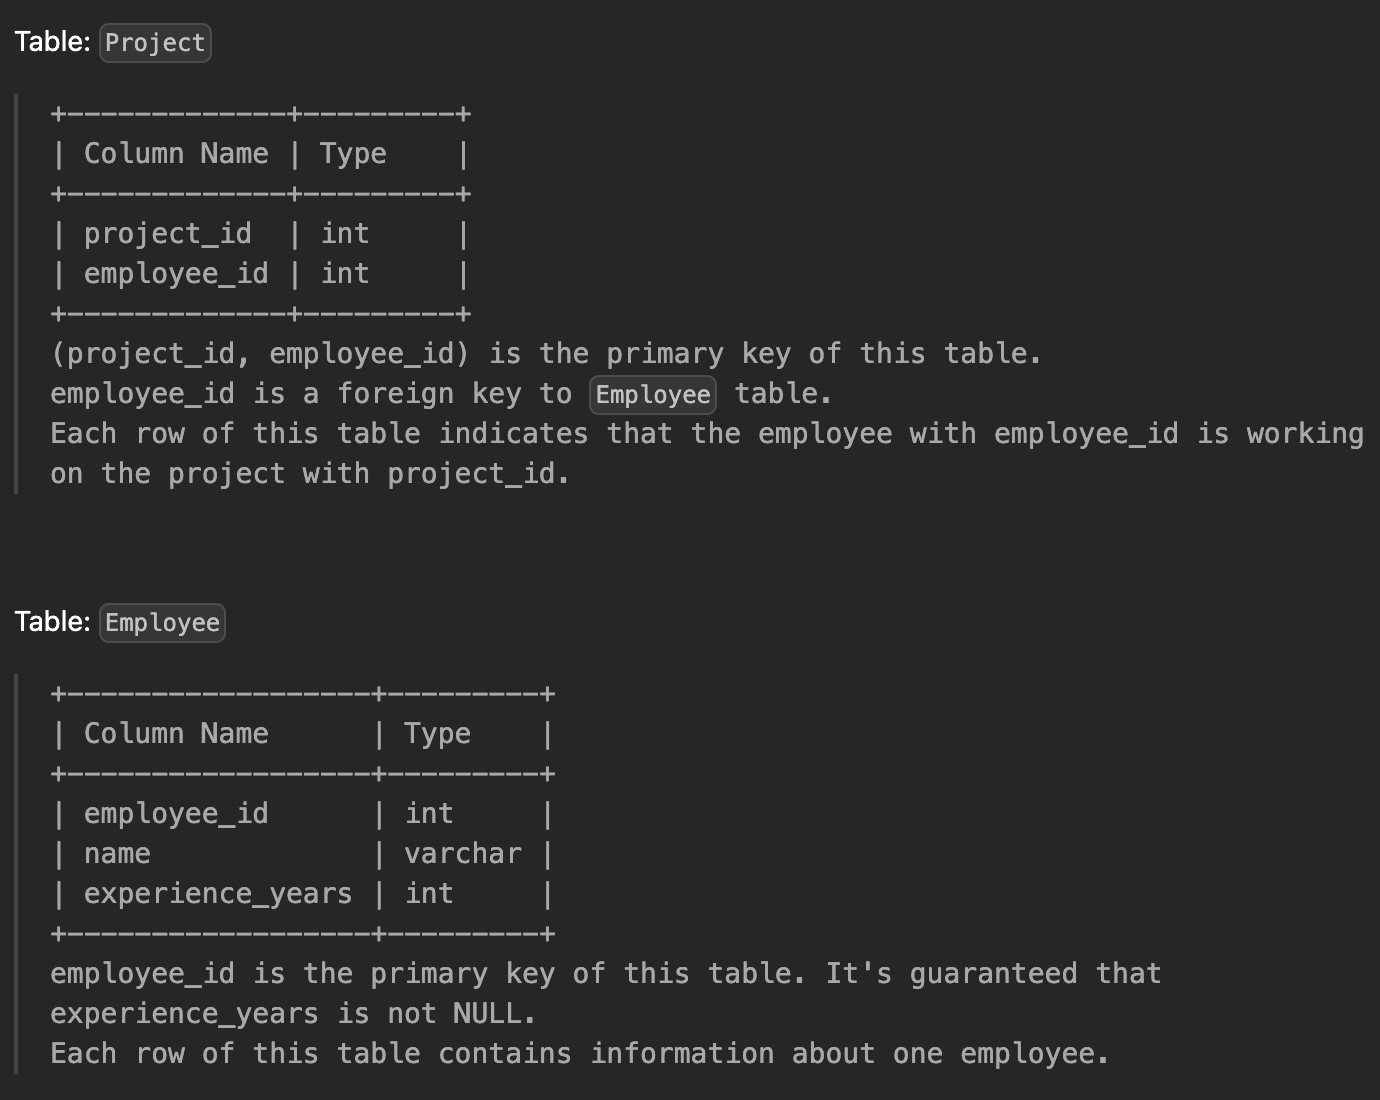 Table: Project
+-------------+---------+
| Column Name | Type    |
+-------------+---------+
| project_id  | int     |
| employee_id | int     |
+-------------+---------+
(project_id, employee_id) is the primary key of this table.
employee_id is a foreign key to Employee table.
Each row of this table indicates that the employee with employee_id is working
on the project with project_id.
Table: Employee
+------------------+---------+
| Column Name      | Type    |
+------------------+---------+
| employee_id      | int     |
| name             | varchar |
| experience_years | int     |
+------------------+---------+
employee_id is the primary key of this table. It's guaranteed that
experience_years is not NULL.
Each row of this table contains information about one employee.